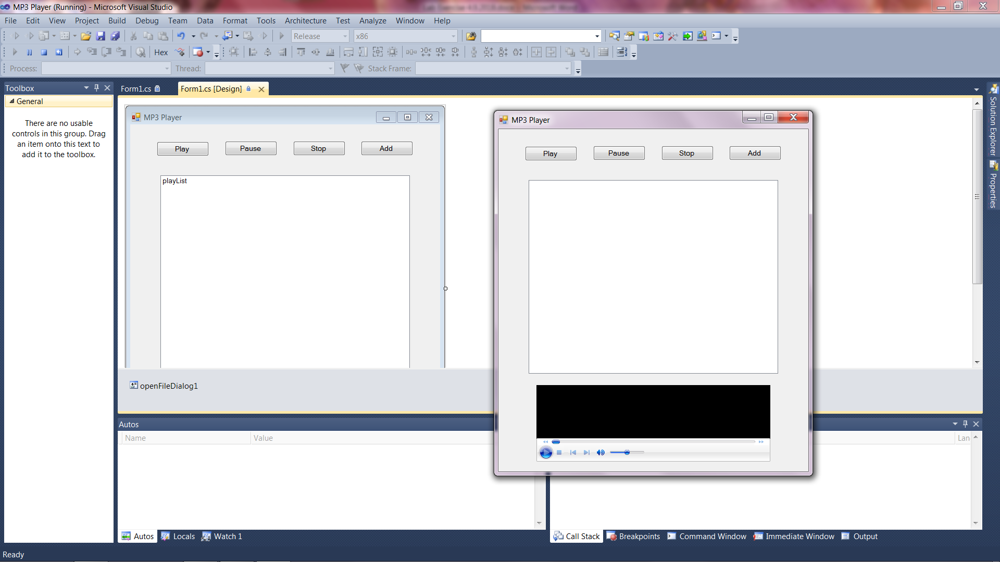 MP3 Player (Running) - Microsoft Visual Studio
File Edit View Project Build Debug Team Data Format Tools Architecture Test Analyze Window Help
Release x86
Hex
Process: Thread: Stack Frame:
Toolbox
General
There are no usable
controls in this group. Drag
an item onto this text to
add it to the toolbox.
Form1.cs Form1.cs [Design]
MP3 Player
Play Pause Stop Add
playList
openFileDialog1
MP3 Player
Play Pause Stop Add
Solution Explorer
Properties
Autos
Name Value
Lan
Autos Locals Watch 1
Call Stack Breakpoints Command Window Immediate Window Output
Ready